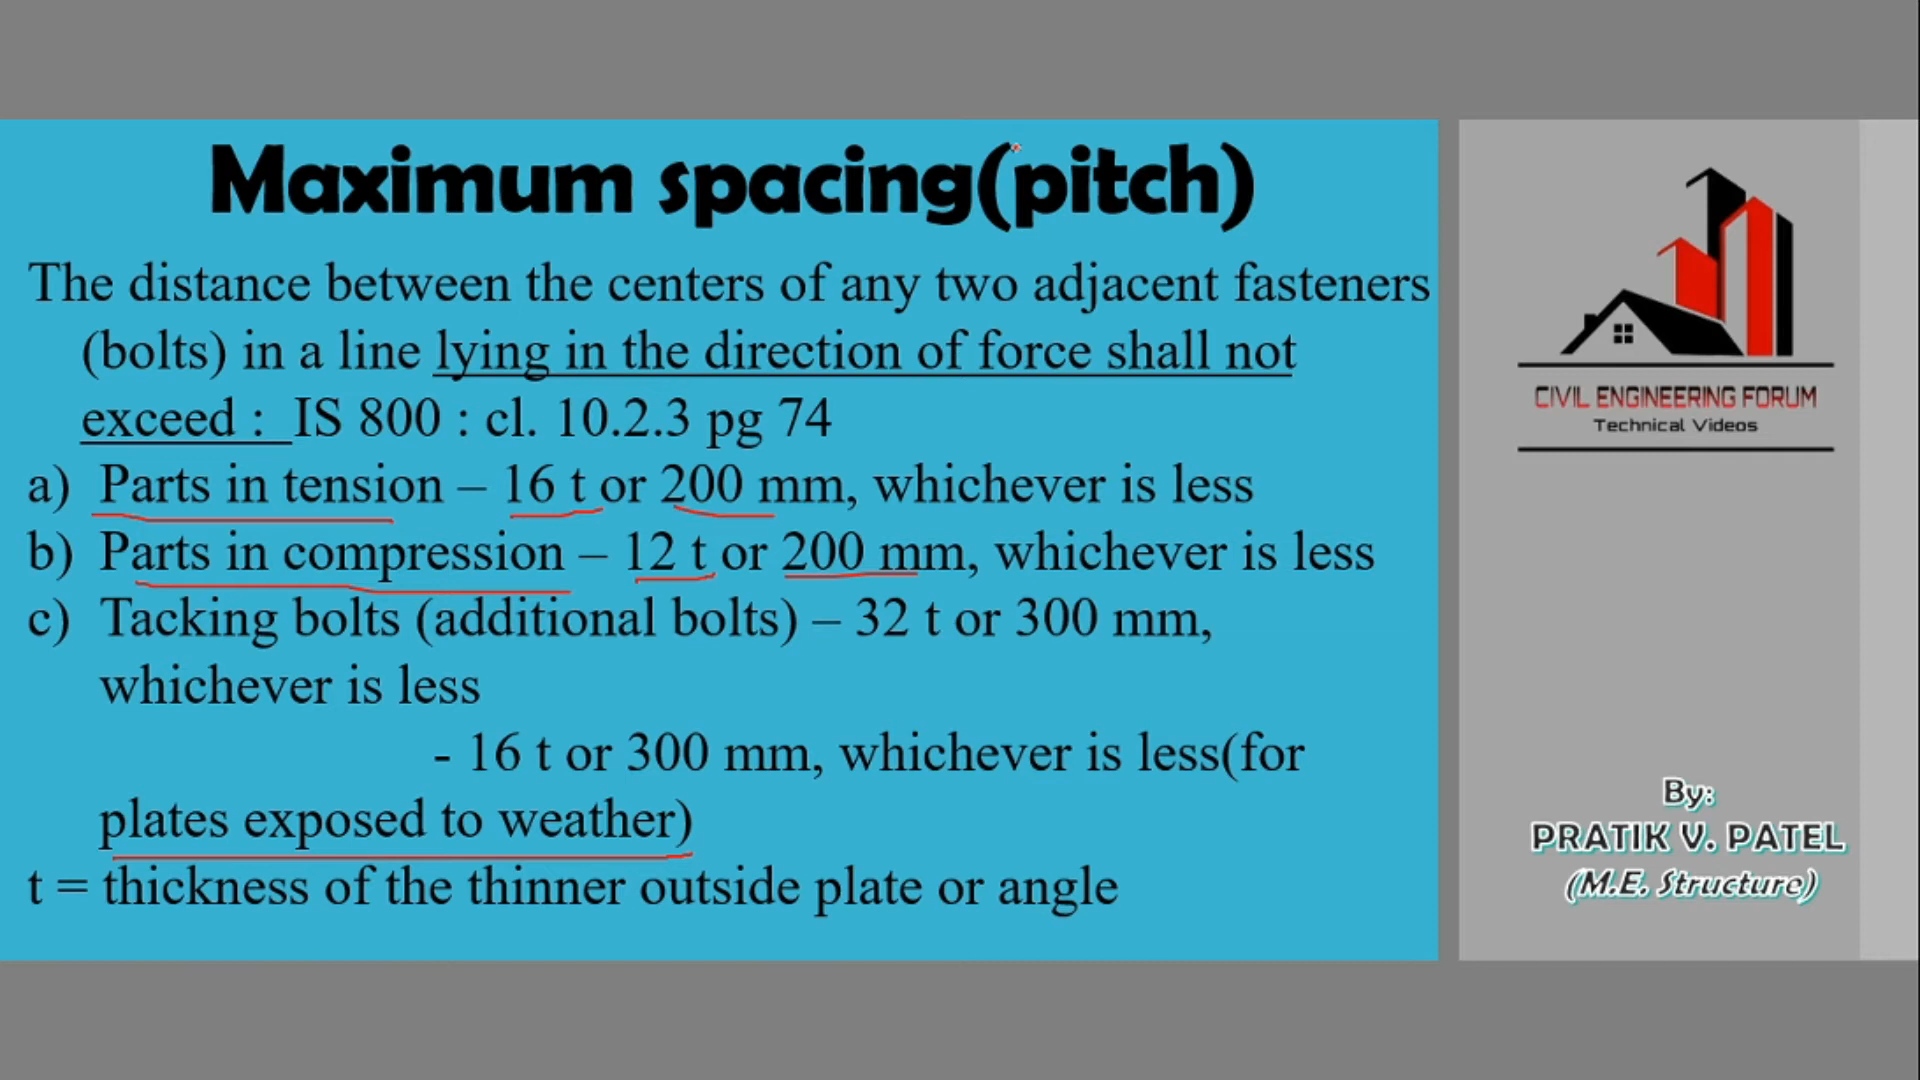 Maximum spacing(pitch)
The distance between the centers of any two adjacent fasteners
(bolts) in a line lying in the direction of force shall not
exceed : IS 800 : cl. 10.2.3 pg 74
a) Parts in tension – 16 t or 200 mm, whichever is less
b) Parts in compression – 12 t or 200 mm, whichever is less
c) Tacking bolts (additional bolts) – 32 t or 300 mm,
whichever is less
- 16 t or 300 mm, whichever is less(for
plates exposed to weather)
t = thickness of the thinner outside plate or angle
CIVIL ENGINEERING FORUM
Technical Videos
By:
PRATIK V. PATEL
(M.E. Structure)